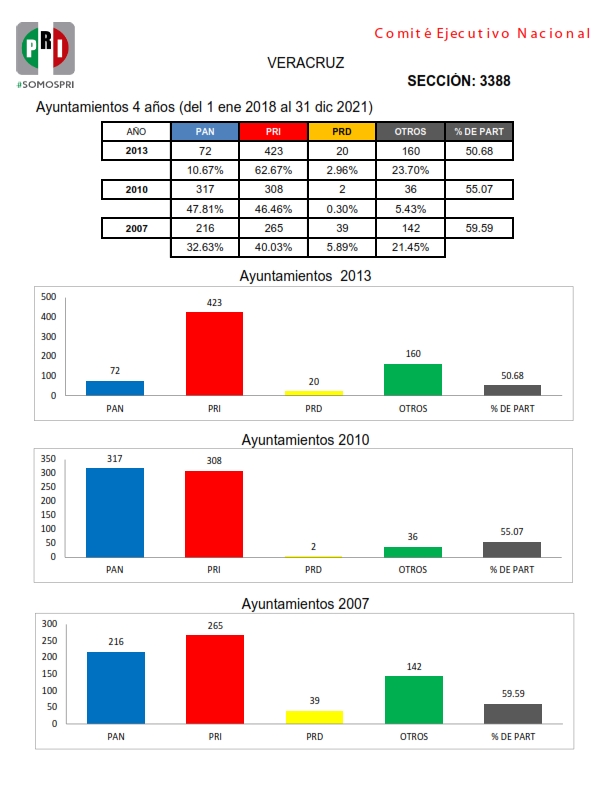 Comité Ejecutivo Nacional
PRI
#SOMOSPRI
VERACRUZ
SECCIÓN: 3388
Ayuntamientos 4 años (del 1 ene 2018 al 31 dic 2021)
AÑO PAN PRI PRD OTROS % DE PART
2013 72 423 20 160 50.68
10.67% 62.67% 2.96% 23.70%
2010 317 308 2 36 55.07
47.81% 46.46% 0.30% 5.43%
2007 216 265 39 142 59.59
32.63% 40.03% 5.89% 21.45%
Ayuntamientos 2013
500
400
300
200
100
0
72 423 20 160 50.68
PAN PRI PRD OTROS % DE PART
Ayuntamientos 2010
350
300
250
200
150
100
50
0
317 308 2 36 55.07
PAN PRI PRD OTROS % DE PART
Ayuntamientos 2007
300
250
200
150
100
50
0
216 265 39 142 59.59
PAN PRI PRD OTROS % DE PART